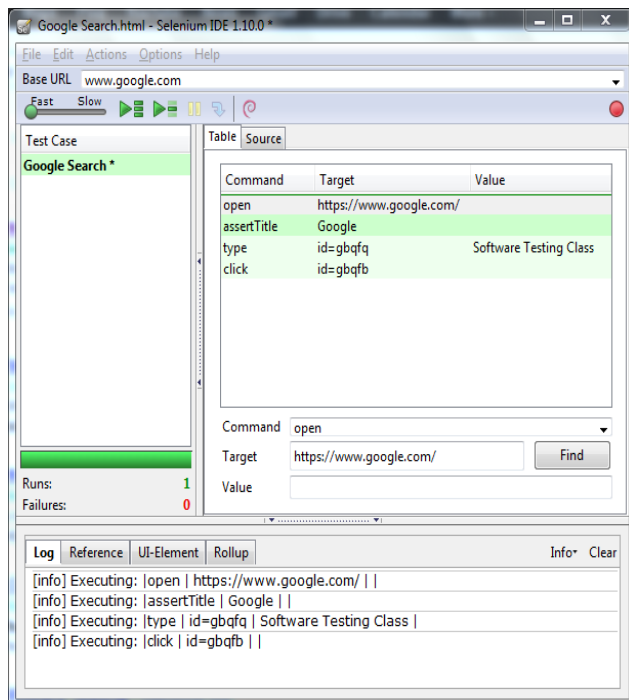 Google Search.html - Selenium IDE 1.10.0 *
File Edit Actions Options Help
Base URL www.google.com
Fast Slow
Test Case
Google Search *
Runs: 1
Failures: 0
Table Source
Command Target Value
open https://www.google.com/
assertTitle Google
type id=gbqfq Software Testing Class
click id=gbqfb
Command open
Target https://www.google.com/ Find
Value
Log Reference UI-Element Rollup Info Clear
[info] Executing: |open | https://www.google.com/ | |
[info] Executing: |assertTitle | Google | |
[info] Executing: |type | id=gbqfq | Software Testing Class |
[info] Executing: |click | id=gbqfb | |